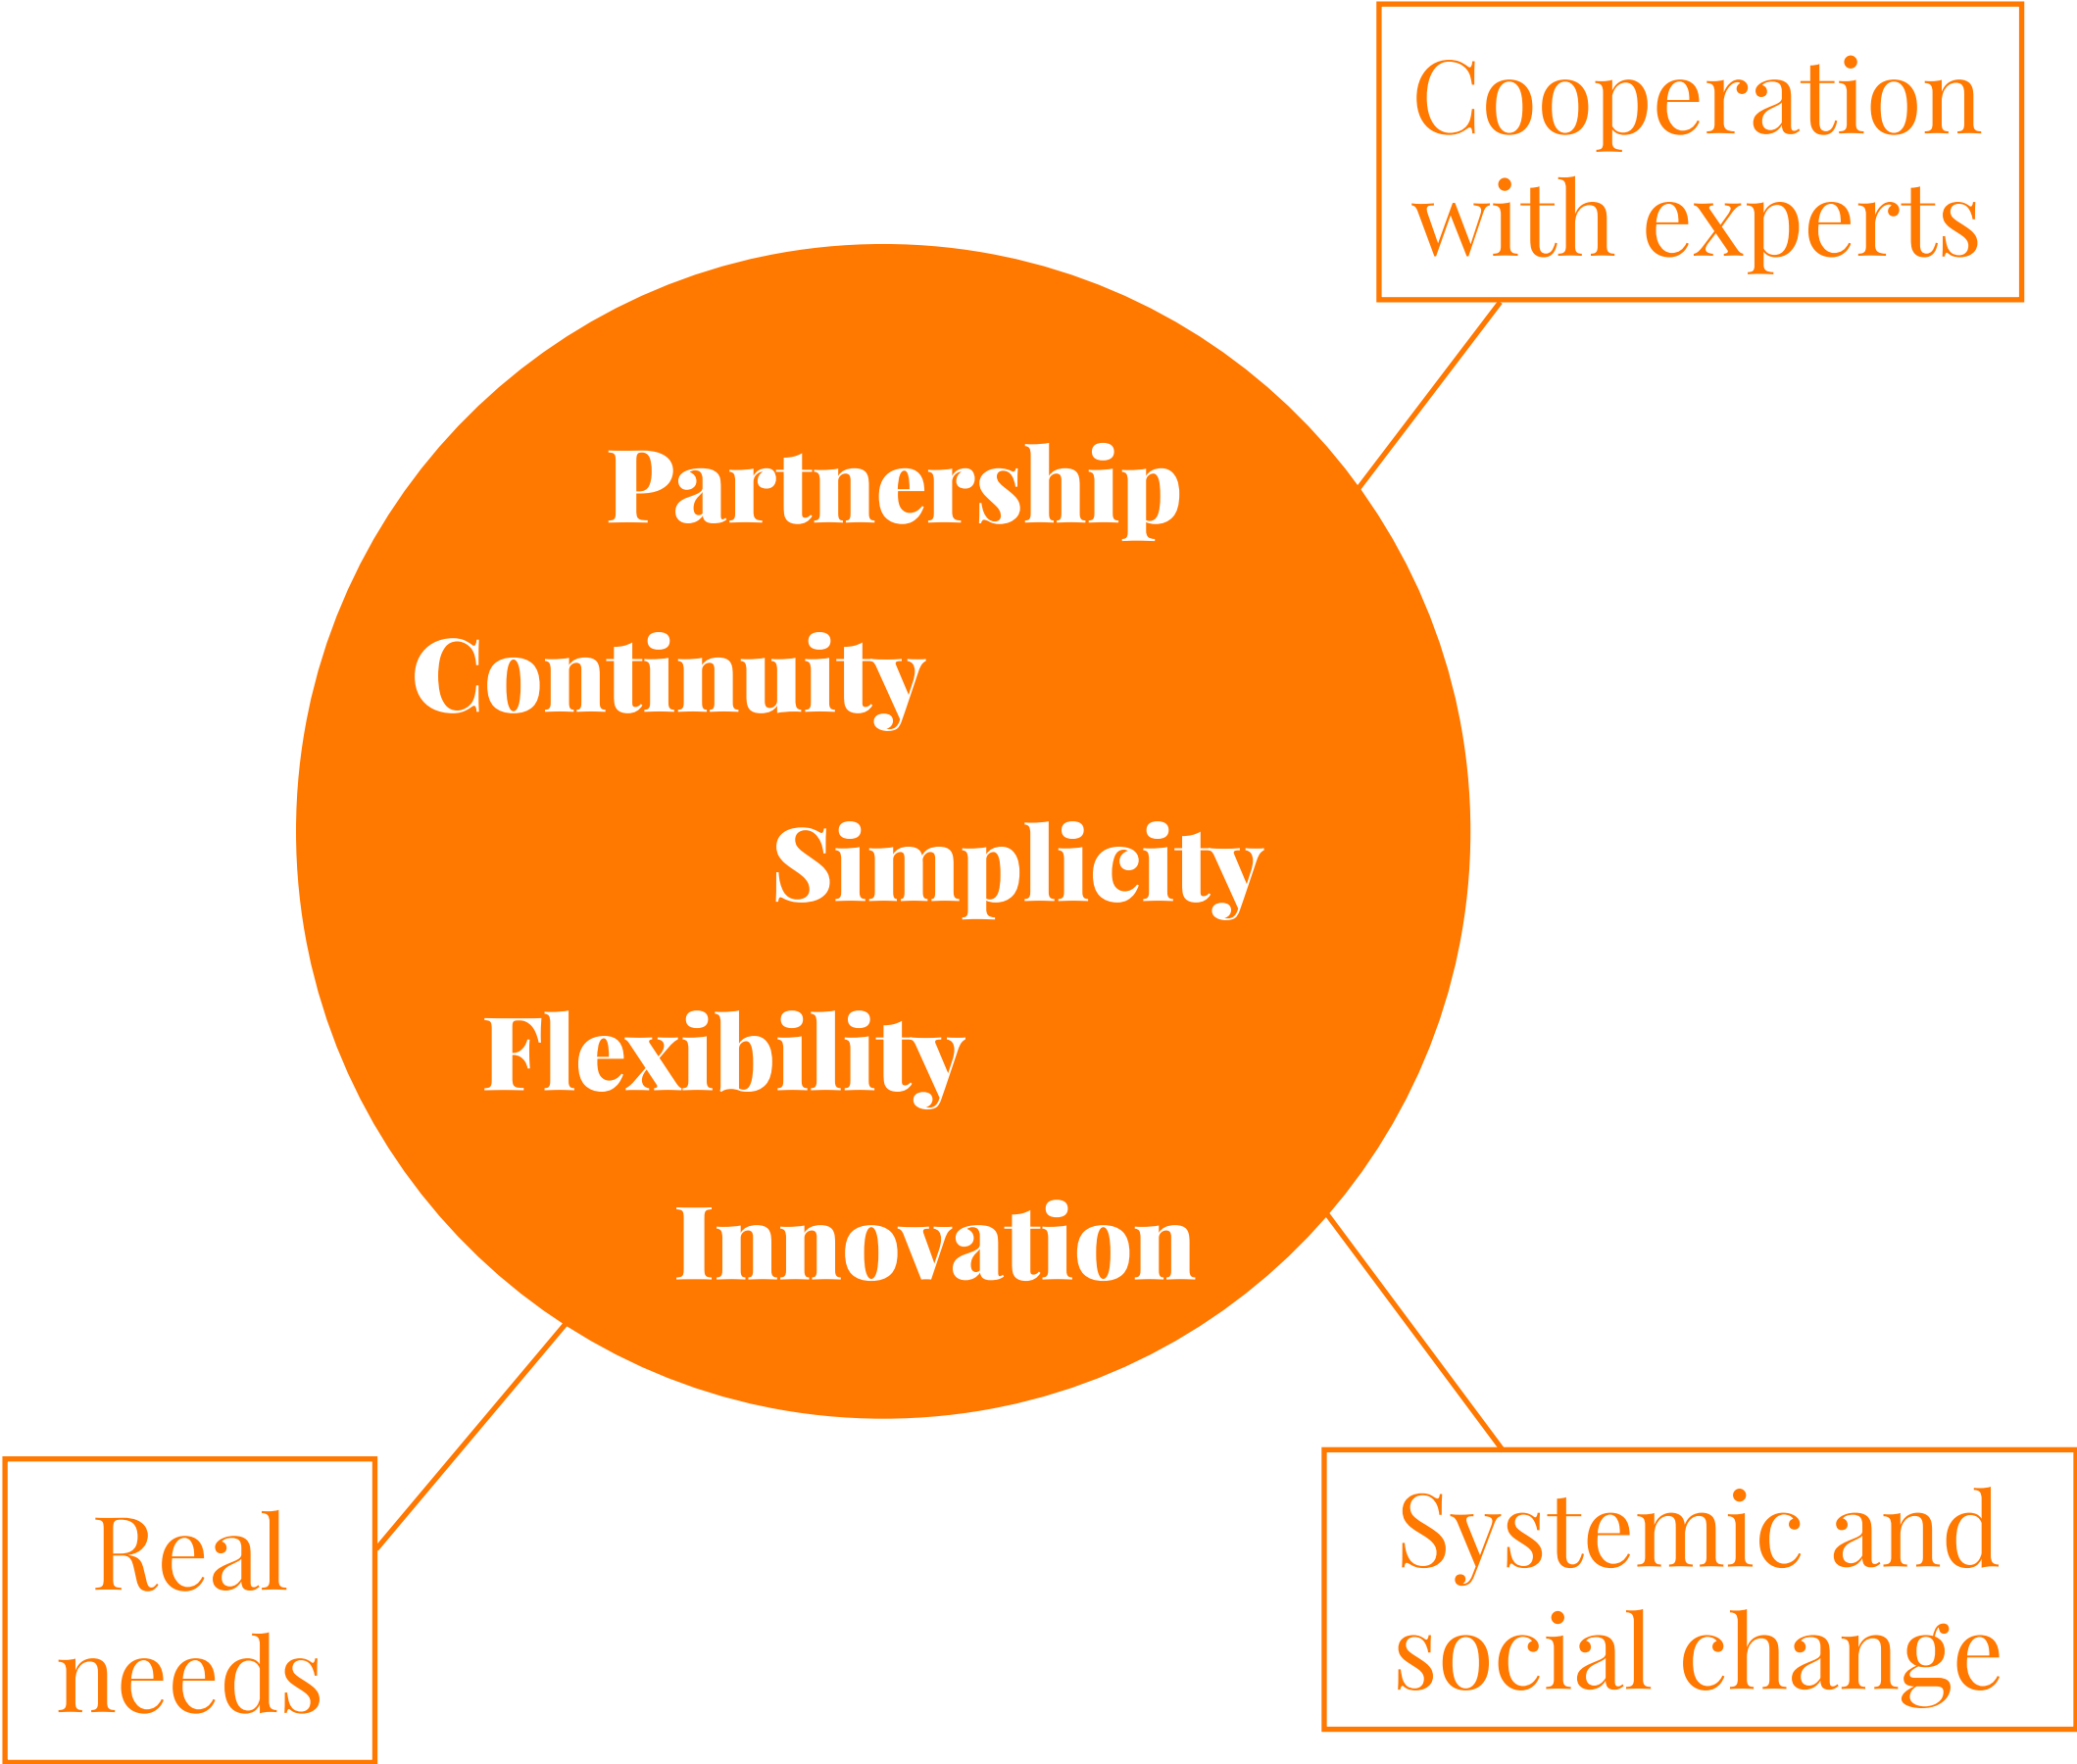 Cooperation
with experts
Partnership
Continuity
Simplicity
Flexibility
Innovation
Real
needs
Systemic and
social change